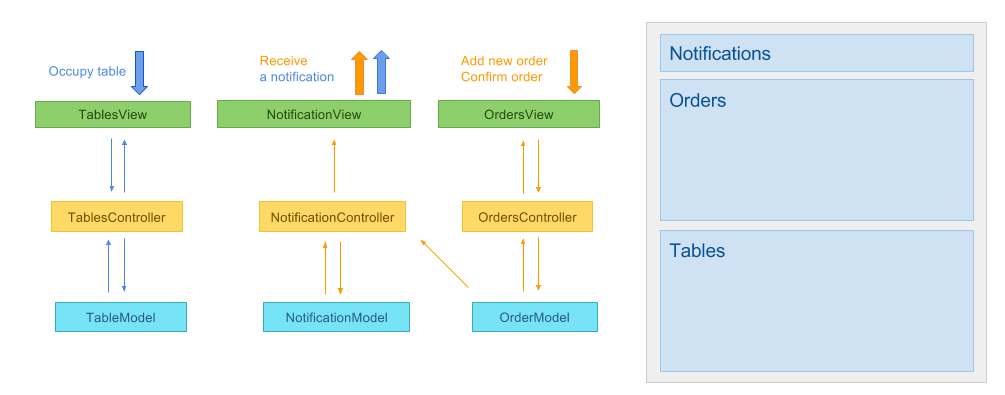 Occupy table
Receive
a notification
Add new order
Confirm order
TablesView
NotificationView
OrdersView
TablesController
NotificationController
OrdersController
TableModel
NotificationModel
OrderModel
Notifications
Orders
Tables